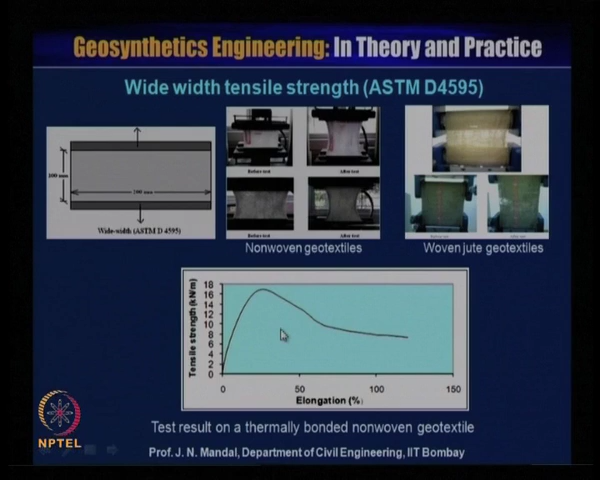 Geosynthetics Engineering: In Theory and Practice
Wide width tensile strength (ASTM D4595)
100 mm
200 mm
Wide-width (ASTM D 4595)
Before test
After test
Before test
After test
Nonwoven geotextiles
Woven jute geotextiles
Tensile strength (kN/m)
18
16
14
12
10
8
6
4
2
0
0
50
100
150
Elongation (%)
Test result on a thermally bonded nonwoven geotextile
NPTEL
Prof. J. N. Mandal, Department of Civil Engineering, IIT Bombay